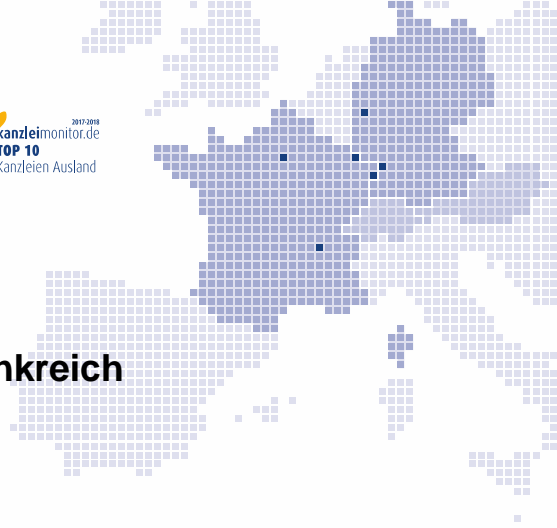 2017-2018
kanzleimonitor.de
TOP 10
Kanzleien Ausland
nkreich